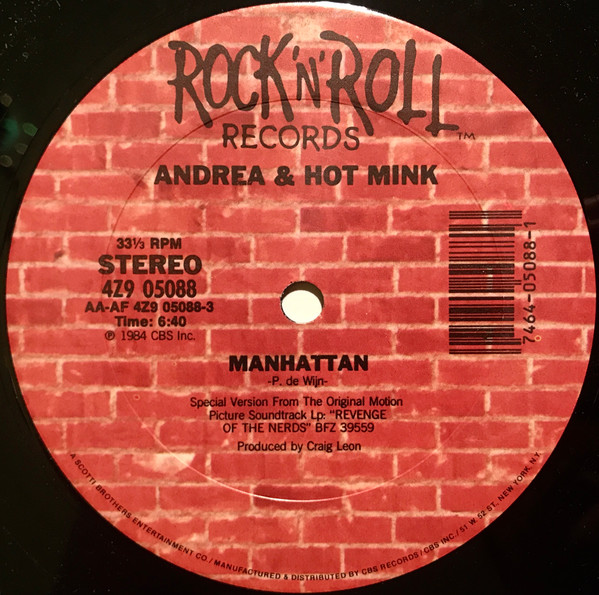 ROCK 'N' ROLL
RECORDS™
ANDREA & HOT MINK
33⅓ RPM
STEREO
4Z9 05088
AA-AF 4Z9 05088-3
Time: 6:40
℗ 1984 CBS Inc.
7464-05088-1
MANHATTAN
-P. de Wijn-
Special Version From The Original Motion
Picture Soundtrack Lp: "REVENGE
OF THE NERDS" BFZ 39559
Produced by Craig Leon
A SCOTTI BROTHERS ENTERTAINMENT CO./MANUFACTURED & DISTRIBUTED BY CBS RECORDS/CBS INC./51 W. 52 ST. NEW YORK, N.Y.